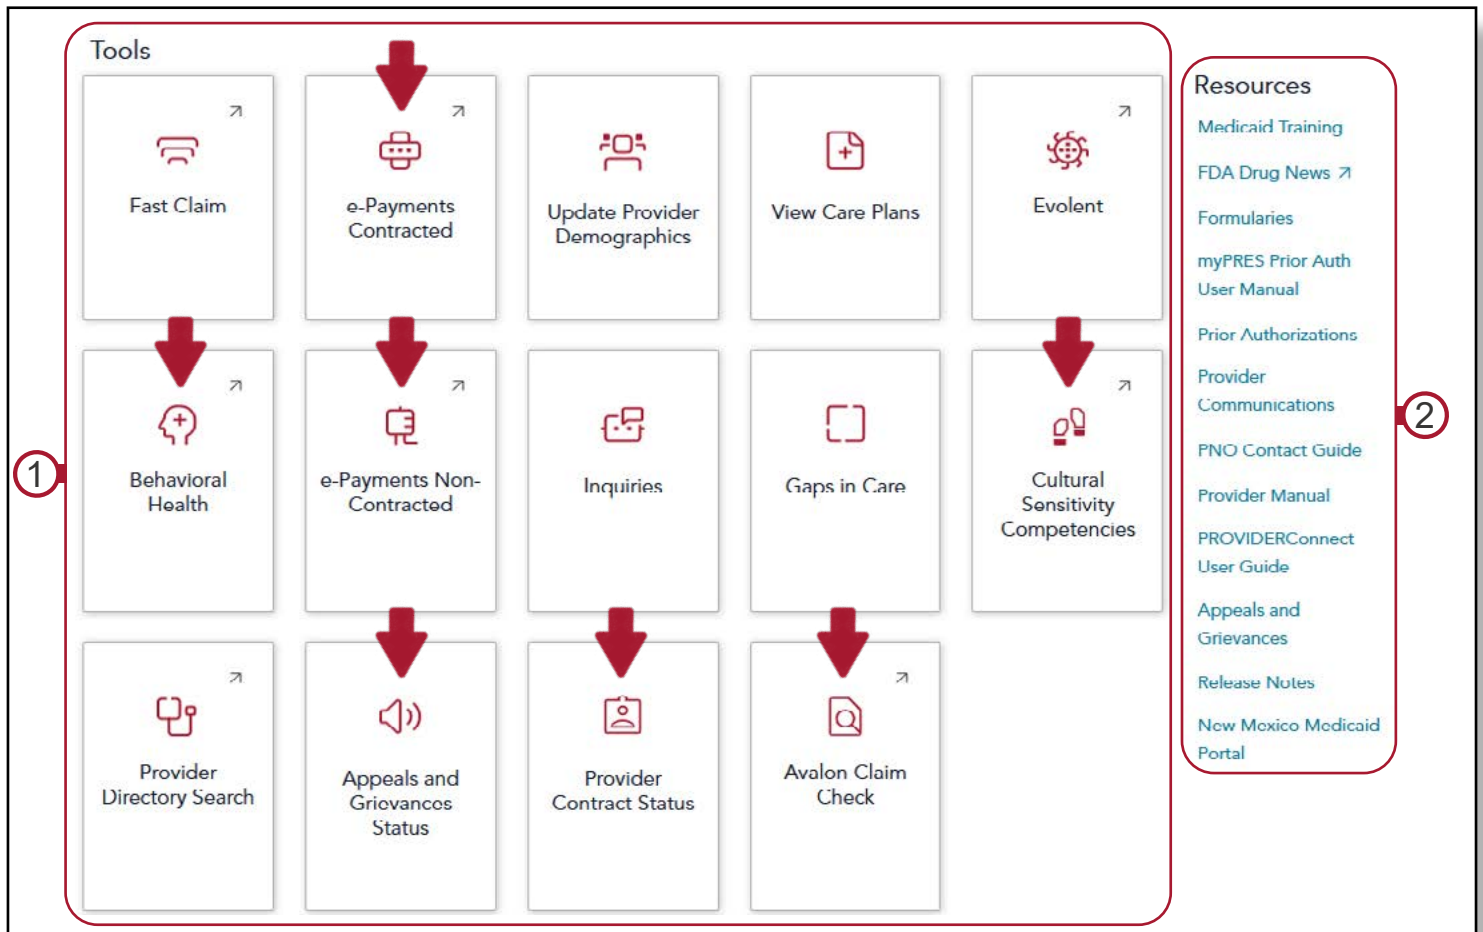 Tools
Fast Claim
e-Payments
Contracted
Update Provider
Demographics
View Care Plans
Evolent
Behavioral
Health
e-Payments Non-
Contracted
Inquiries
Gaps in Care
Cultural
Sensitivity
Competencies
Provider
Directory Search
Appeals and
Grievances
Status
Provider
Contract Status
Avalon Claim
Check
1
Resources
Medicaid Training
FDA Drug News
Formularies
myPRES Prior Auth
User Manual
Prior Authorizations
Provider
Communications
PNO Contact Guide
Provider Manual
PROVIDERConnect
User Guide
Appeals and
Grievances
Release Notes
New Mexico Medicaid
Portal
2